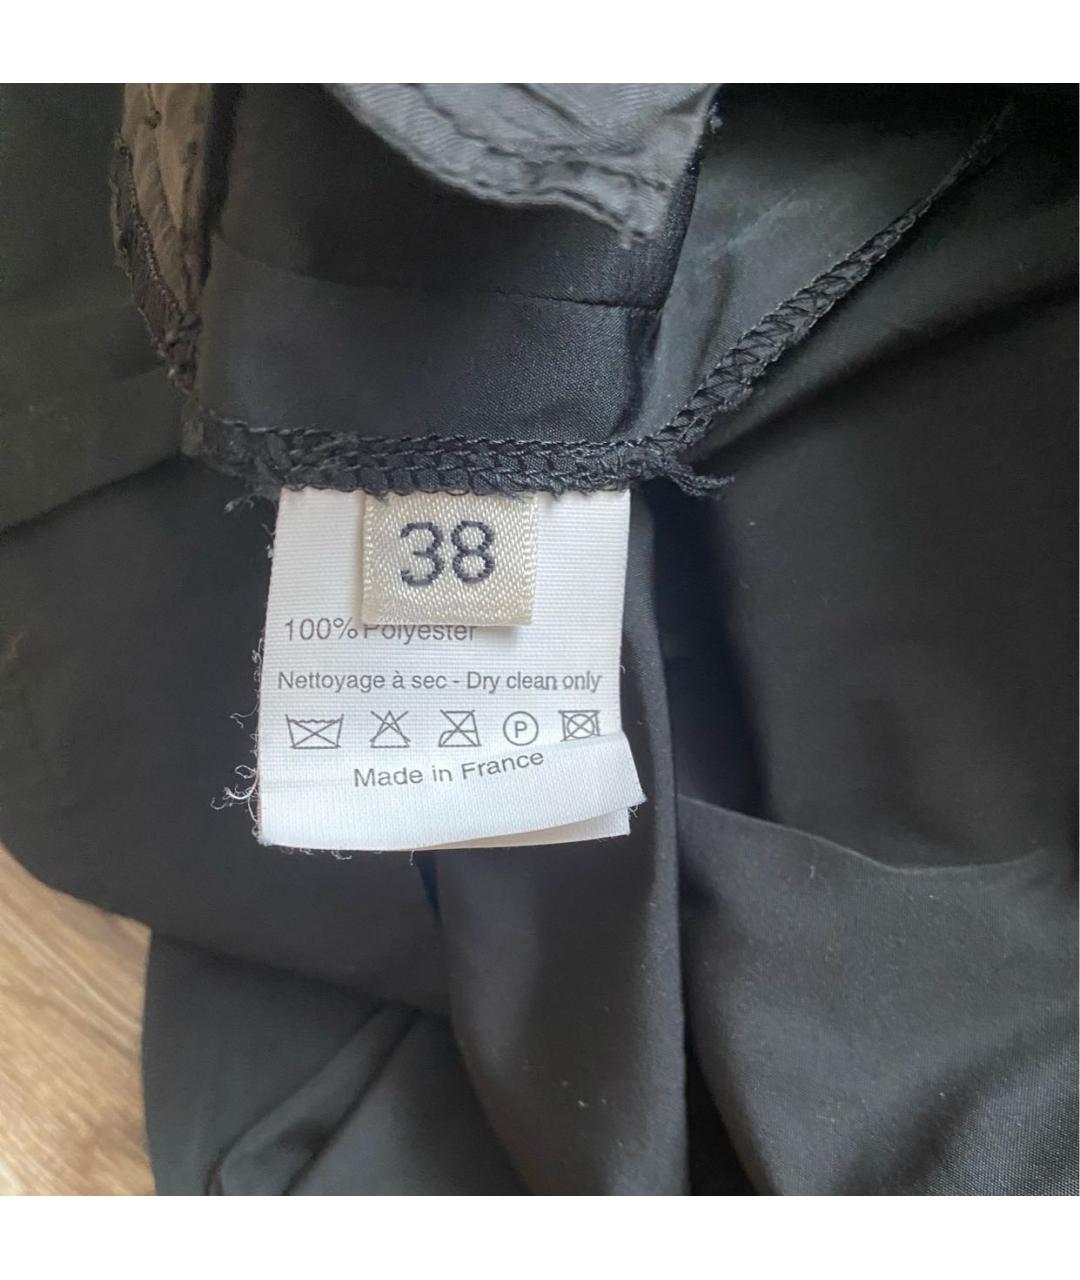 38
100% Polyester
Nettoyage à sec - Dry clean only
P
Made in France